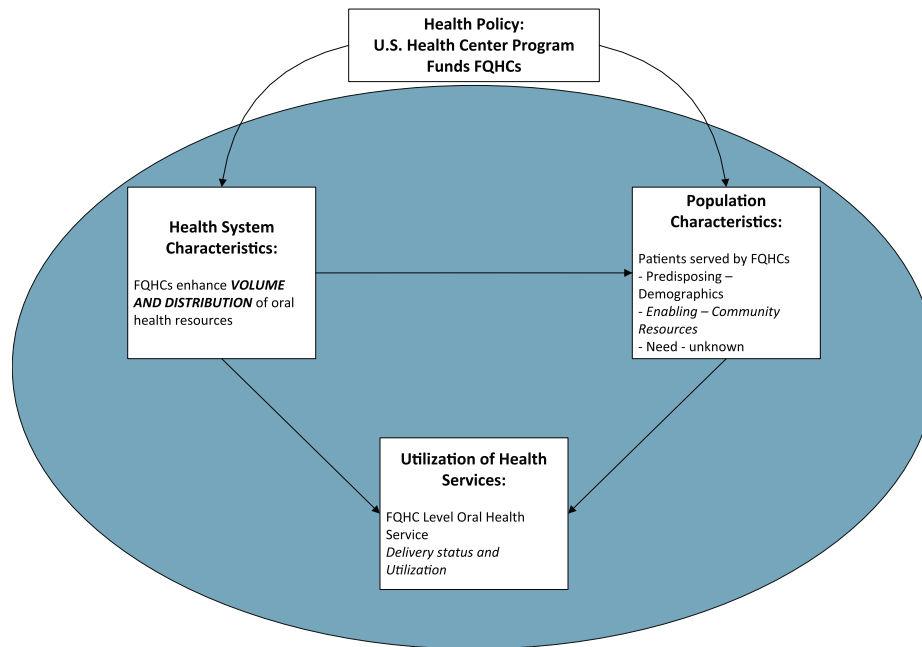 Health Policy:
U.S. Health Center Program
Funds FQHCs
Health System
Characteristics:
FQHCs enhance VOLUME
AND DISTRIBUTION of oral
health resources
Population
Characteristics:
Patients served by FQHCs
- Predisposing –
Demographics
- Enabling – Community
Resources
- Need - unknown
Utilization of Health
Services:
FQHC Level Oral Health
Service
Delivery status and
Utilization